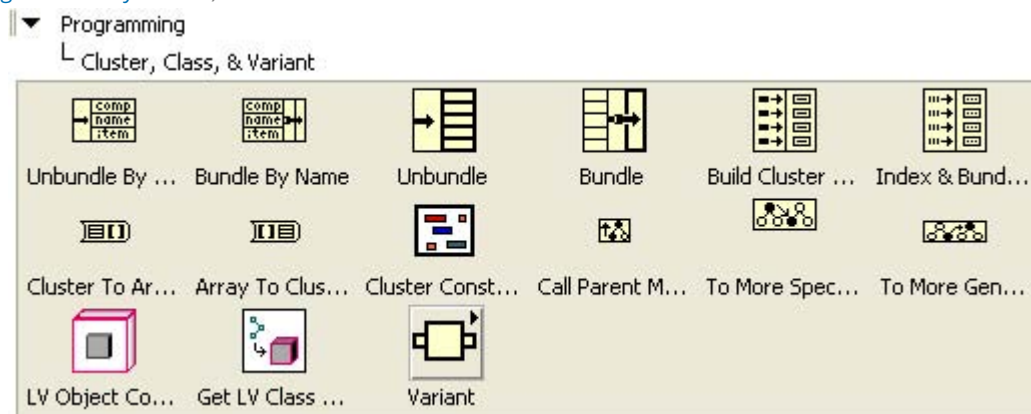 Programming
Cluster, Class, & Variant
comp name item
comp name item
Unbundle By ... Bundle By Name Unbundle Bundle Build Cluster ... Index & Bund...
Cluster To Ar... Array To Clus... Cluster Const... Call Parent M... To More Spec... To More Gen...
LV Object Co... Get LV Class ... Variant